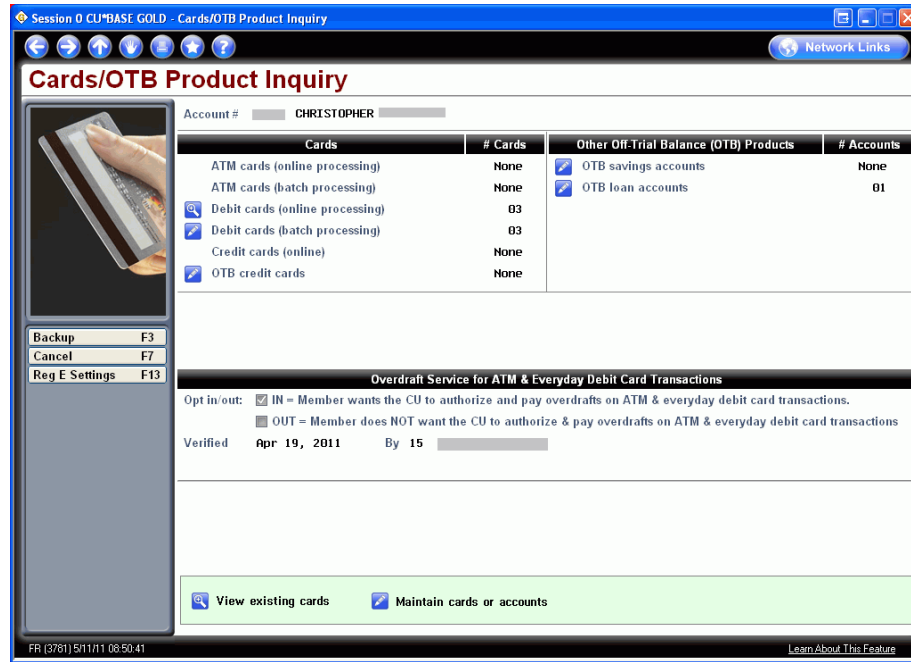 Session 0 CU*BASE GOLD - Cards/OTB Product Inquiry
Network Links
Cards/OTB Product Inquiry
Account # CHRISTOPHER
Cards # Cards Other Off-Trial Balance (OTB) Products # Accounts
ATM cards (online processing) None OTB savings accounts None
ATM cards (batch processing) None OTB loan accounts 01
Debit cards (online processing) 03
Debit cards (batch processing) 03
Credit cards (online) None
OTB credit cards None
Backup F3
Cancel F7
Reg E Settings F13
Overdraft Service for ATM & Everyday Debit Card Transactions
Opt in/out: IN = Member wants the CU to authorize and pay overdrafts on ATM & everyday debit card transactions.
OUT = Member does NOT want the CU to authorize & pay overdrafts on ATM & everyday debit card transactions
Verified Apr 19, 2011 By 15
View existing cards Maintain cards or accounts
FR (3781) 5/11/11 08:50:41 Learn About This Feature